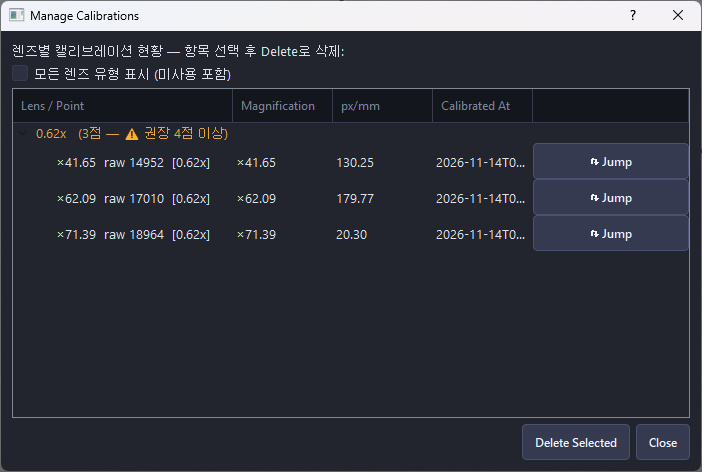 Manage Calibrations
렌즈별 캘리브레이션 현황 — 항목 선택 후 Delete로 삭제:
모든 렌즈 유형 표시 (미사용 포함)
Lens / Point Magnification px/mm Calibrated At
0.62x (3점 — ⚠ 권장 4점 이상)
×41.65 raw 14952 [0.62x] ×41.65 130.25 2026-11-14T0... ⇅ Jump
×62.09 raw 17010 [0.62x] ×62.09 179.77 2026-11-14T0... ⇅ Jump
×71.39 raw 18964 [0.62x] ×71.39 20.30 2026-11-14T0... ⇅ Jump
Delete Selected Close